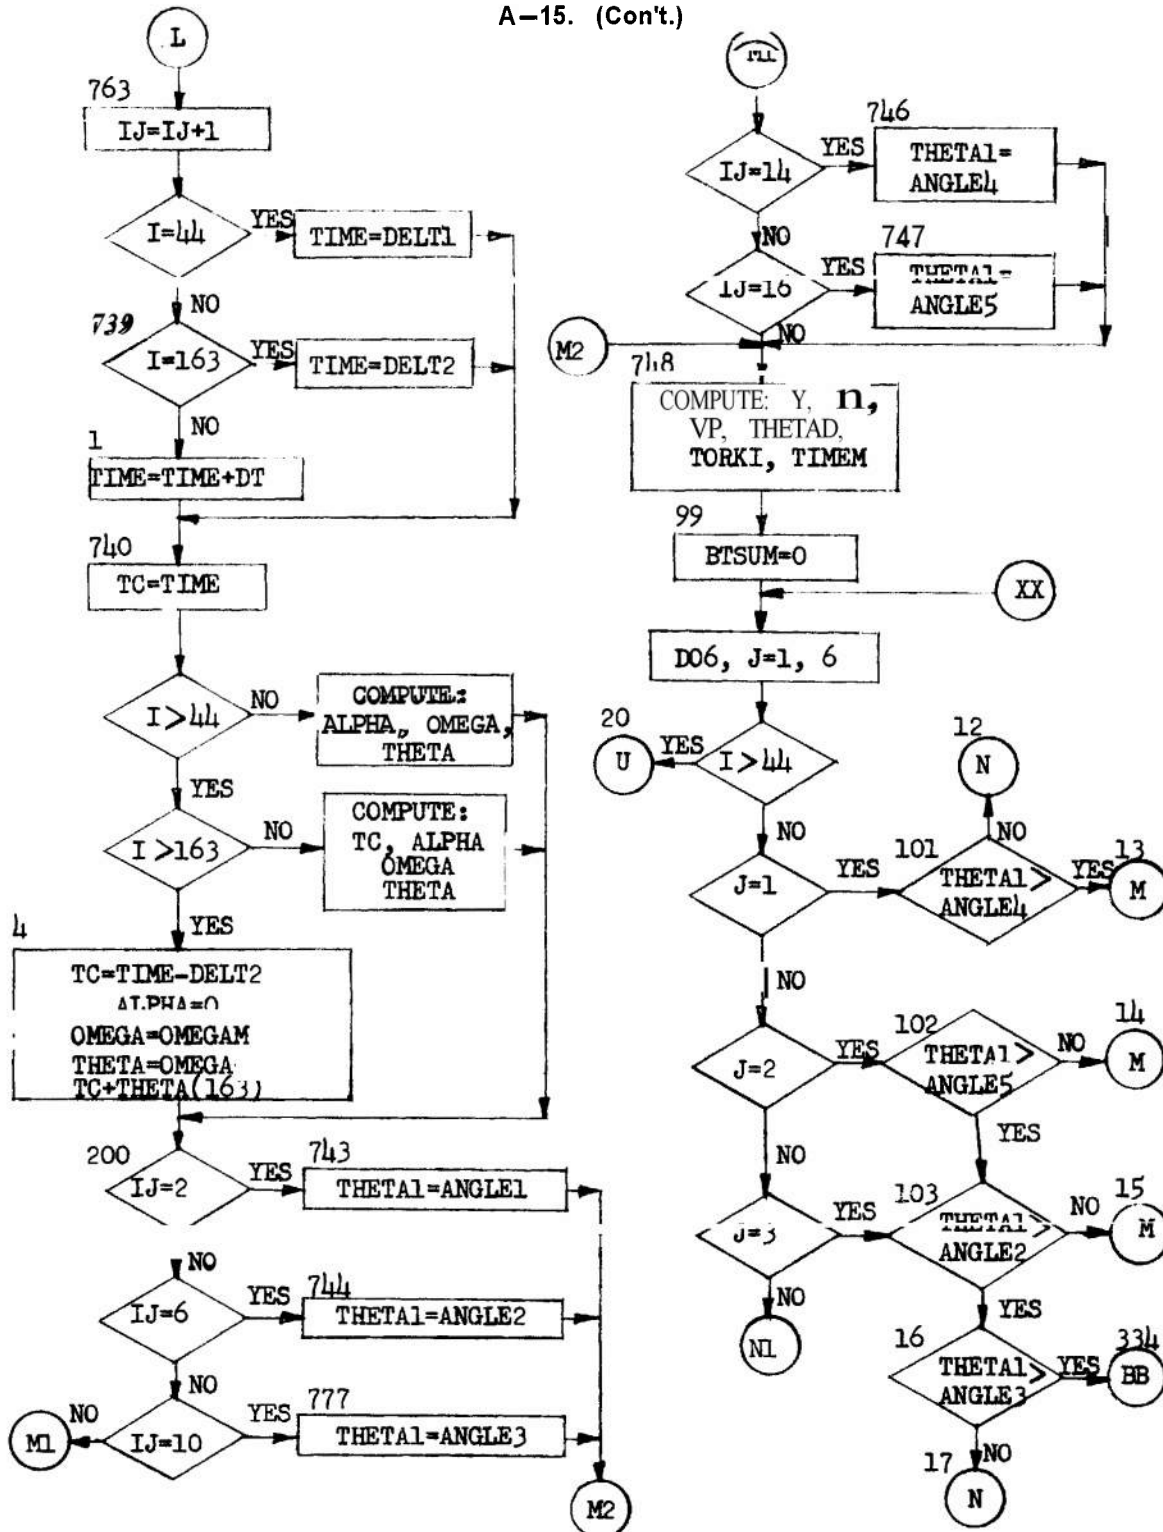 A-15. (Con't.)
L
763
IJ=IJ+1
I=44
YES
TIME=DELT1
NO
739
I=163
YES
TIME=DELT2
NO
1
TIME=TIME+DT
740
TC=TIME
I>44
NO
COMPUTE:
ALPHA, OMEGA,
THETA
YES
I>163
NO
COMPUTE:
TC, ALPHA
OMEGA
THETA
YES
4
TC=TIME-DELT2
ALPHA=0
OMEGA=OMEGAM
THETA=OMEGA
TC+THETA(163)
200
IJ=2
YES
743
THETA1=ANGLE1
NO
IJ=6
YES
744
THETA1=ANGLE2
NO
IJ=10
NO
M1
YES
777
THETA1=ANGLE3
M2
M1
IJ=14
YES
746
THETA1=
ANGLE4
NO
IJ=16
YES
747
THETA1=
ANGLE5
NO
M2
748
COMPUTE: Y, n,
VP, THETAD,
TORKI, TIMEM
99
BTSUM=0
XX
DO6, J=1, 6
20
U
YES
I>44
NO
12
N
NO
J=1
YES
101
THETA1>
ANGLE4
YES
13
M
NO
J=2
YES
102
THETA1>
ANGLE5
NO
14
M
YES
NO
J=3
YES
103
THETA1>
ANGLE2
NO
15
M
NO
N1
YES
16
THETA1>
ANGLE3
YES
334
BB
NO
17
N